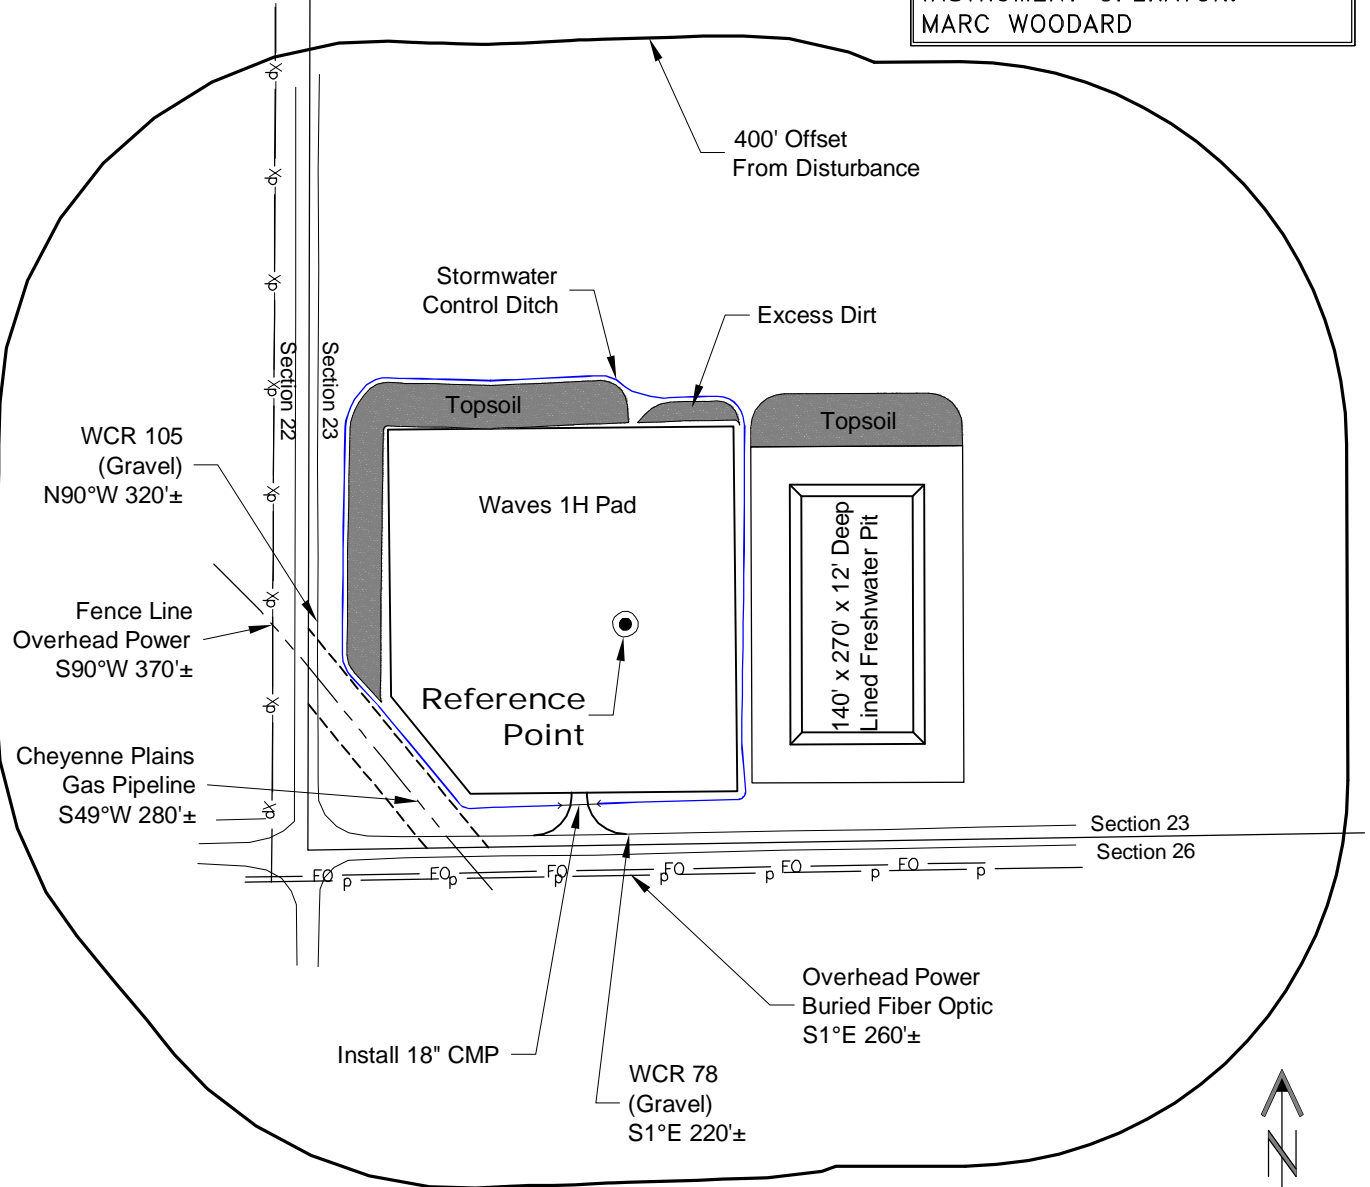 MARC WOODARD
400' Offset
From Disturbance
Stormwater
Control Ditch
Excess Dirt
Section 22
Section 23
Topsoil
Topsoil
WCR 105
(Gravel)
N90°W 320'±
Waves 1H Pad
140' x 270' x 12' Deep
Lined Freshwater Pit
Fence Line
Overhead Power
S90°W 370'±
Reference
Point
Cheyenne Plains
Gas Pipeline
S49°W 280'±
Section 23
Section 26
FO FO FO FO FO FO
p p p p p p p
Overhead Power
Buried Fiber Optic
S1°E 260'±
Install 18" CMP
WCR 78
(Gravel)
S1°E 220'±
N